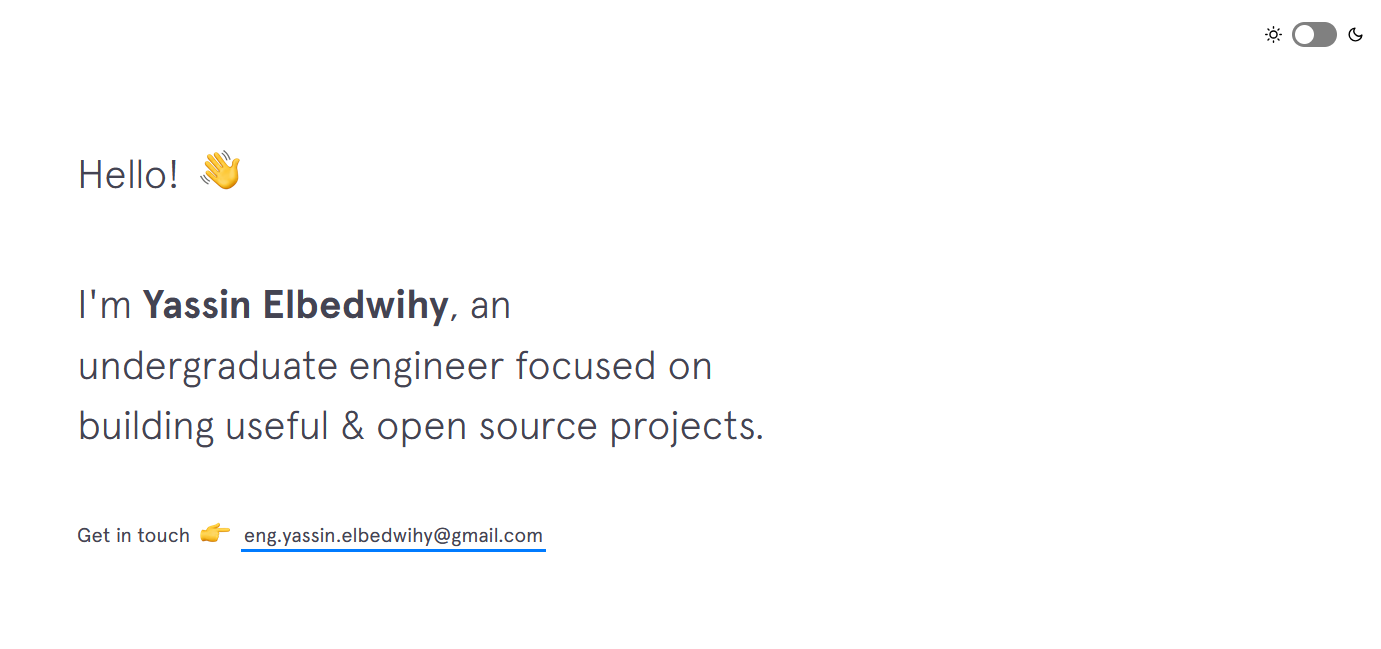 Hello! 👋
I'm Yassin Elbedwihy, an
undergraduate engineer focused on
building useful & open source projects.
Get in touch 👉 eng.yassin.elbedwihy@gmail.com